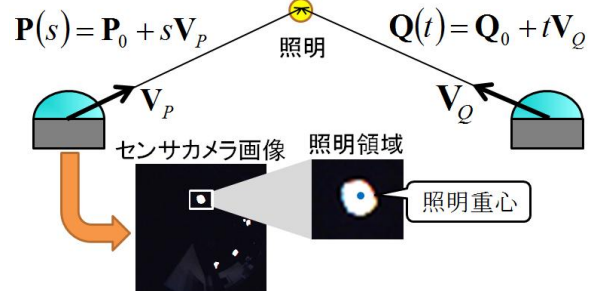 P(s) = P₀ + sV_P
Q(t) = Q₀ + tV_Q
照明
V_P
V_Q
センサカメラ画像
照明領域
照明重心